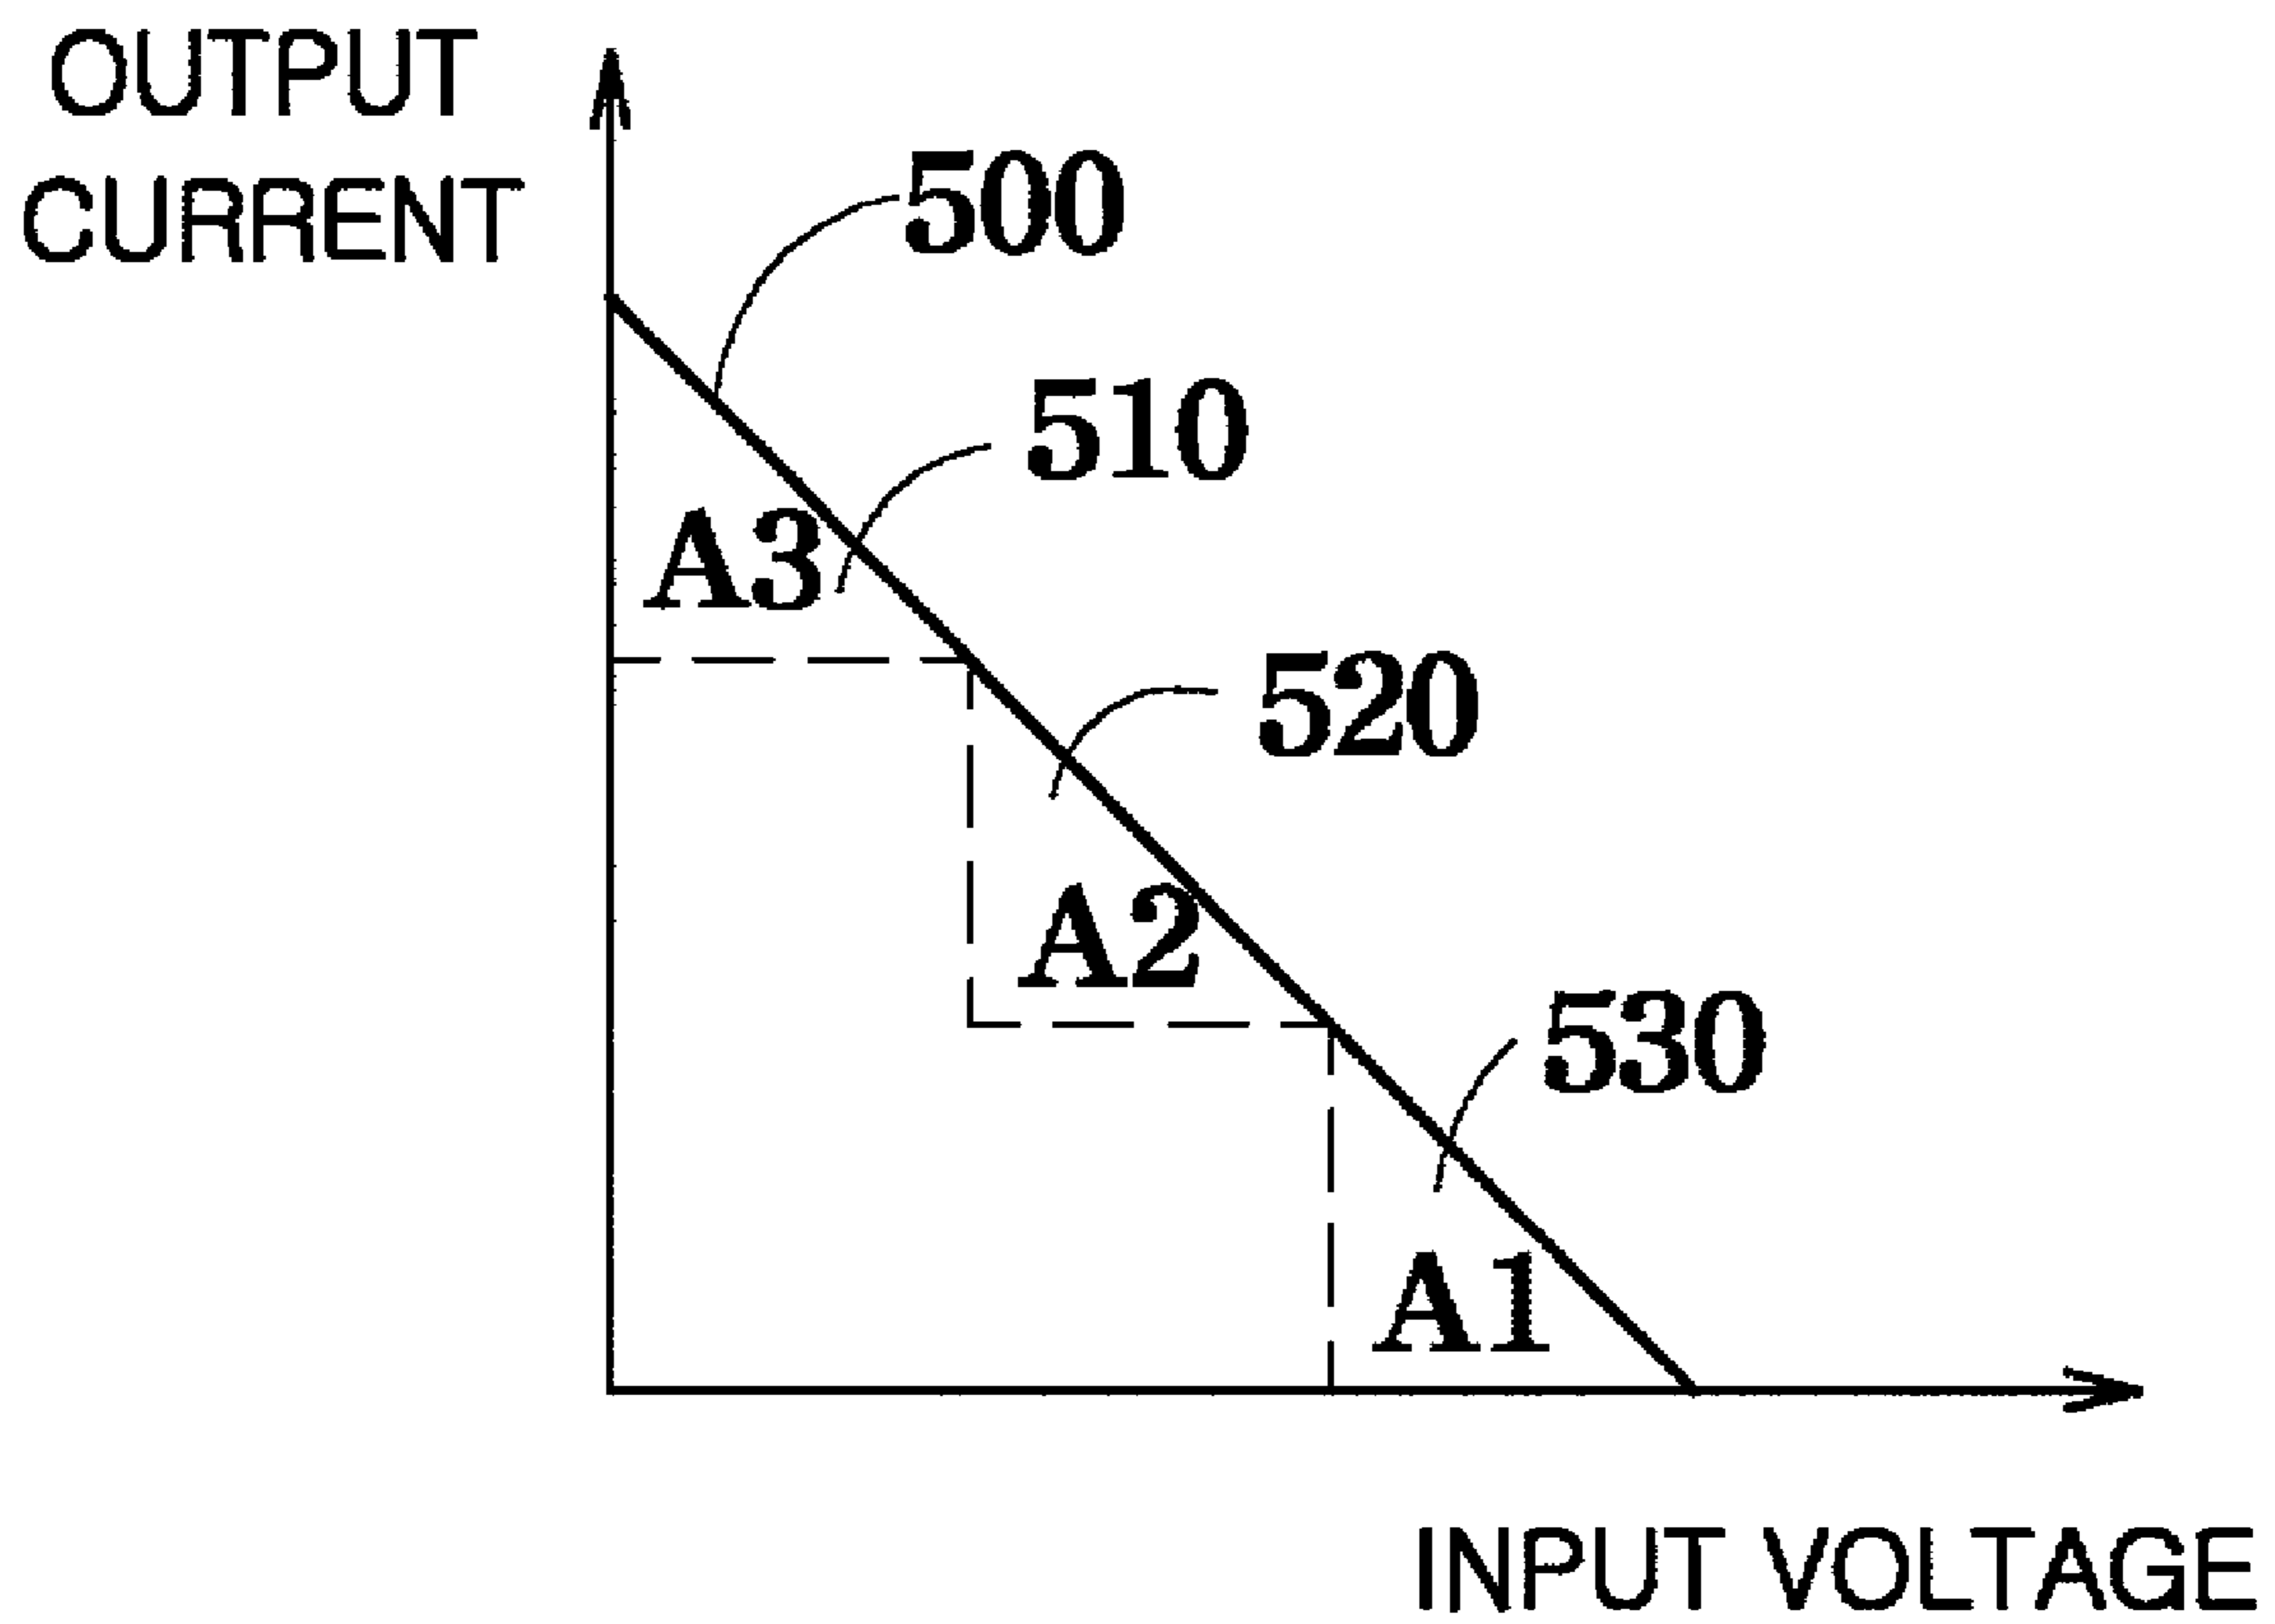 OUTPUT
CURRENT
500
510
A3
520
A2
530
A1
INPUT VOLTAGE